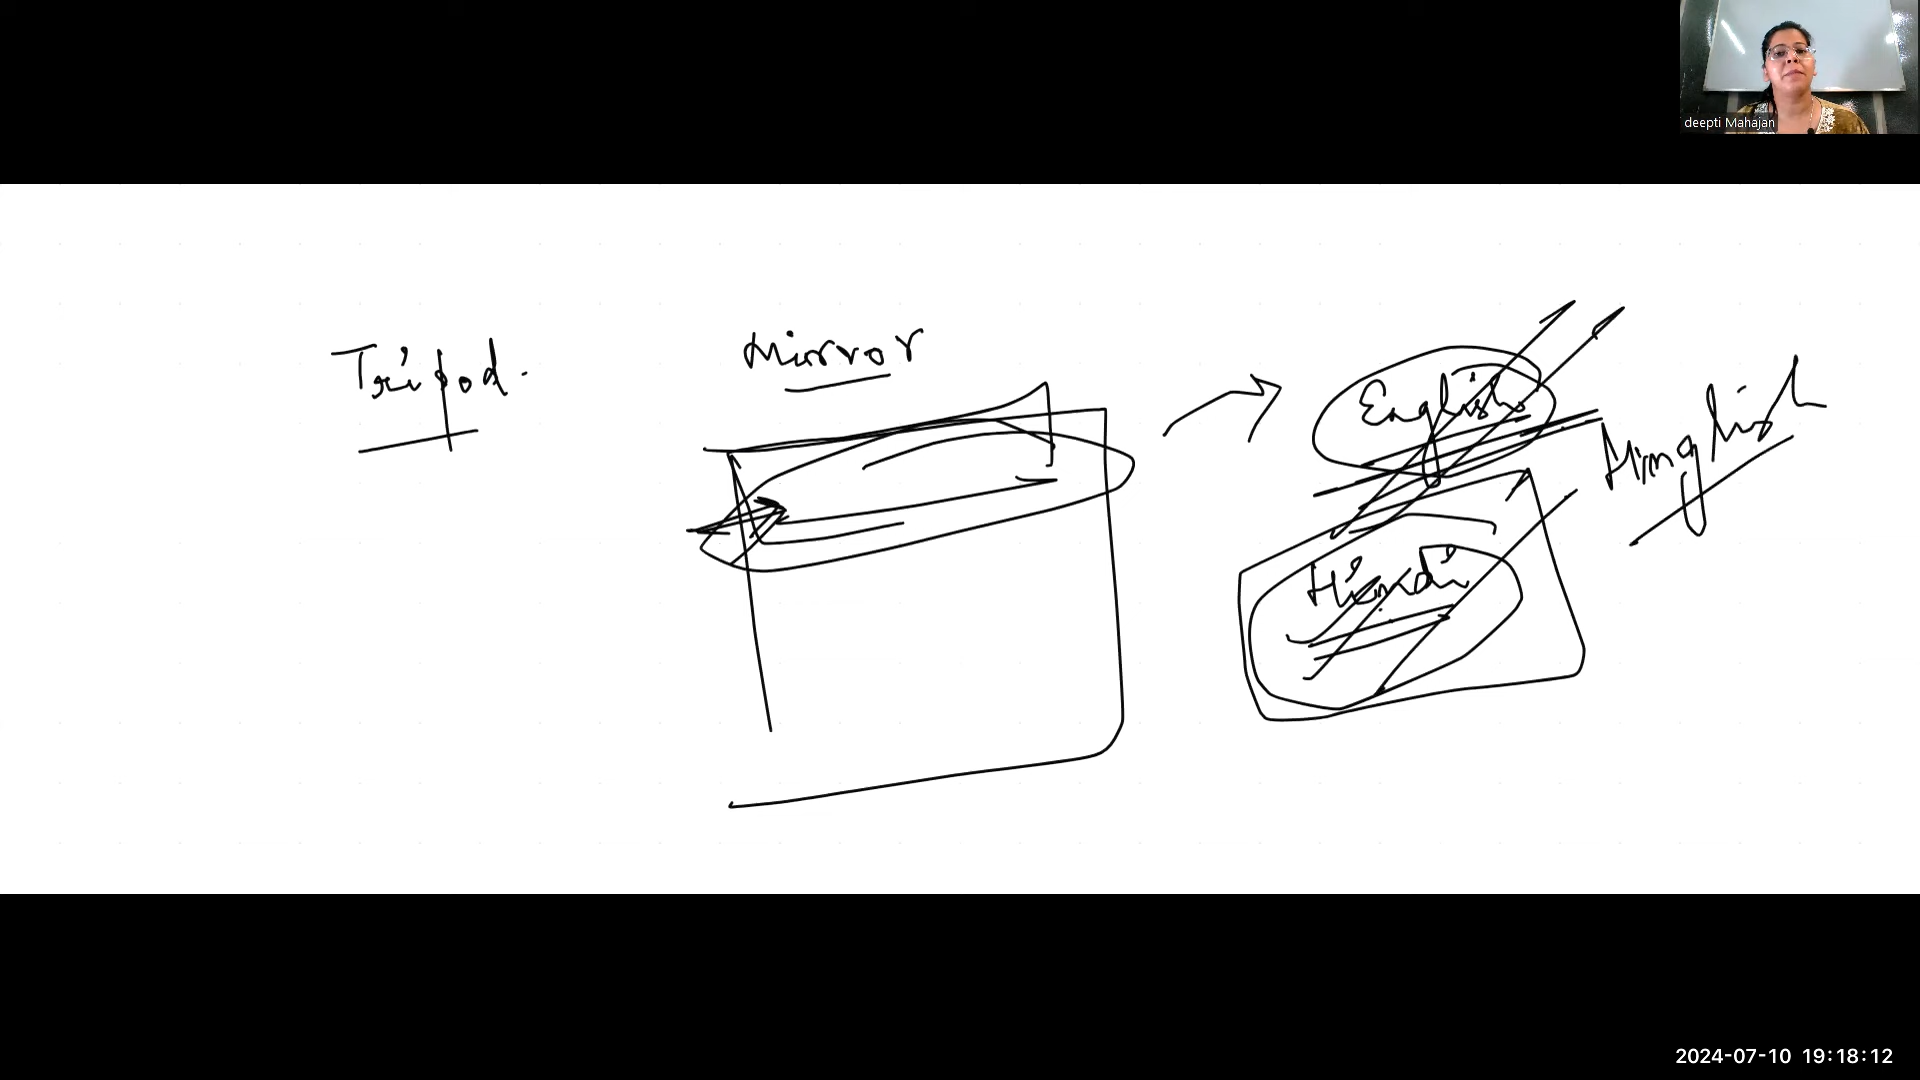 deepti Mahajan
Tripod.
Mirror
English
Hinglish
Hindi
2024-07-10 19:18:12